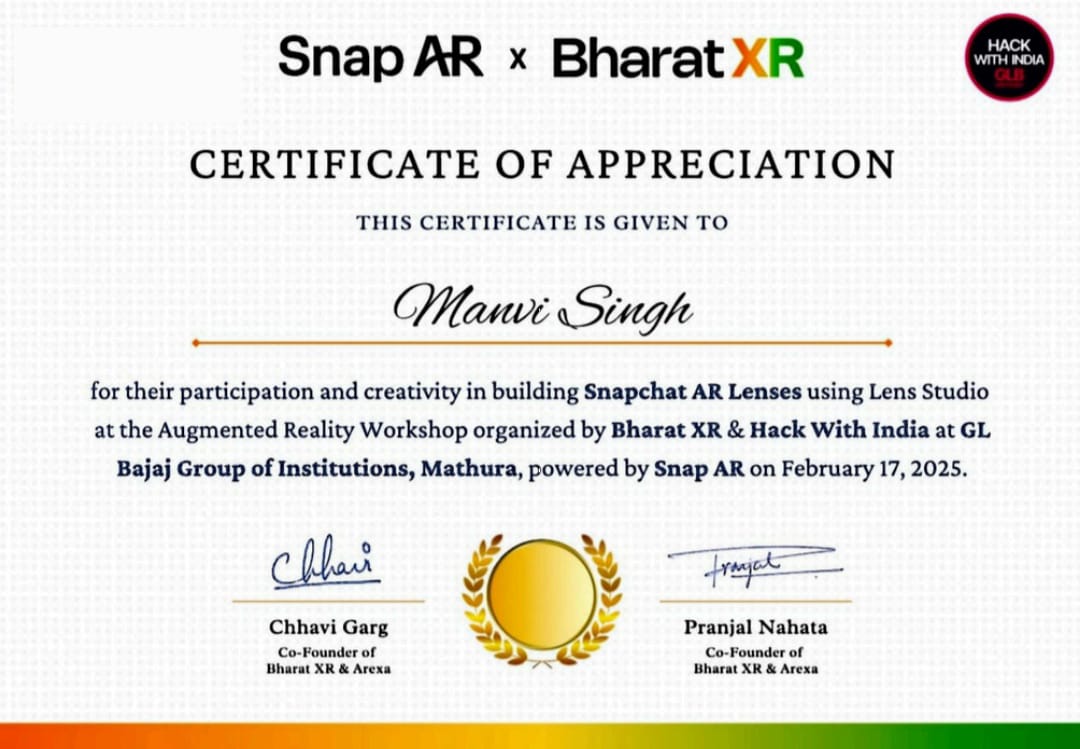 Snap AR x Bharat XR
HACK
WITH INDIA
GLB
CERTIFICATE OF APPRECIATION
THIS CERTIFICATE IS GIVEN TO
Manvi Singh
for their participation and creativity in building Snapchat AR Lenses using Lens Studio
at the Augmented Reality Workshop organized by Bharat XR & Hack With India at GL
Bajaj Group of Institutions, Mathura, powered by Snap AR on February 17, 2025.
Chhavi
Pranjal
Chhavi Garg
Pranjal Nahata
Co-Founder of
Bharat XR & Arexa
Co-Founder of
Bharat XR & Arexa